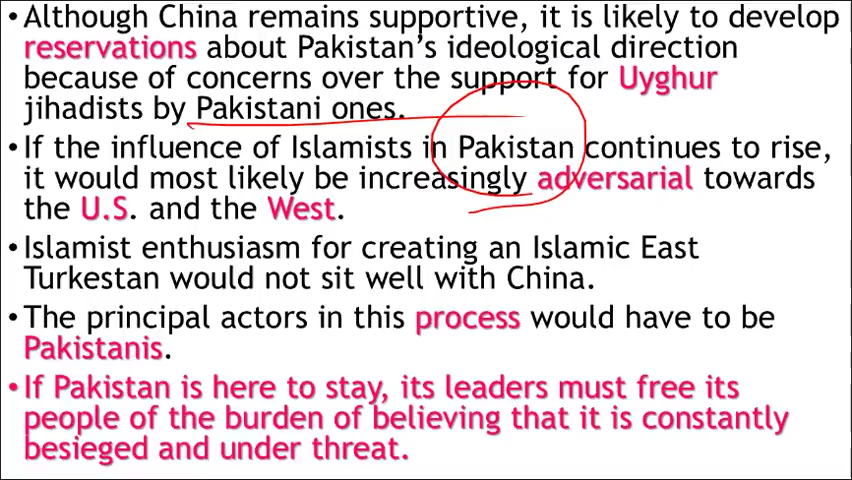 •Although China remains supportive, it is likely to develop
reservations about Pakistan's ideological direction
because of concerns over the support for Uyghur
jihadists by Pakistani ones.
•If the influence of Islamists in Pakistan continues to rise,
it would most likely be increasingly adversarial towards
the U.S. and the West.
•Islamist enthusiasm for creating an Islamic East
Turkestan would not sit well with China.
•The principal actors in this process would have to be
Pakistanis.
•If Pakistan is here to stay, its leaders must free its
people of the burden of believing that it is constantly
besieged and under threat.